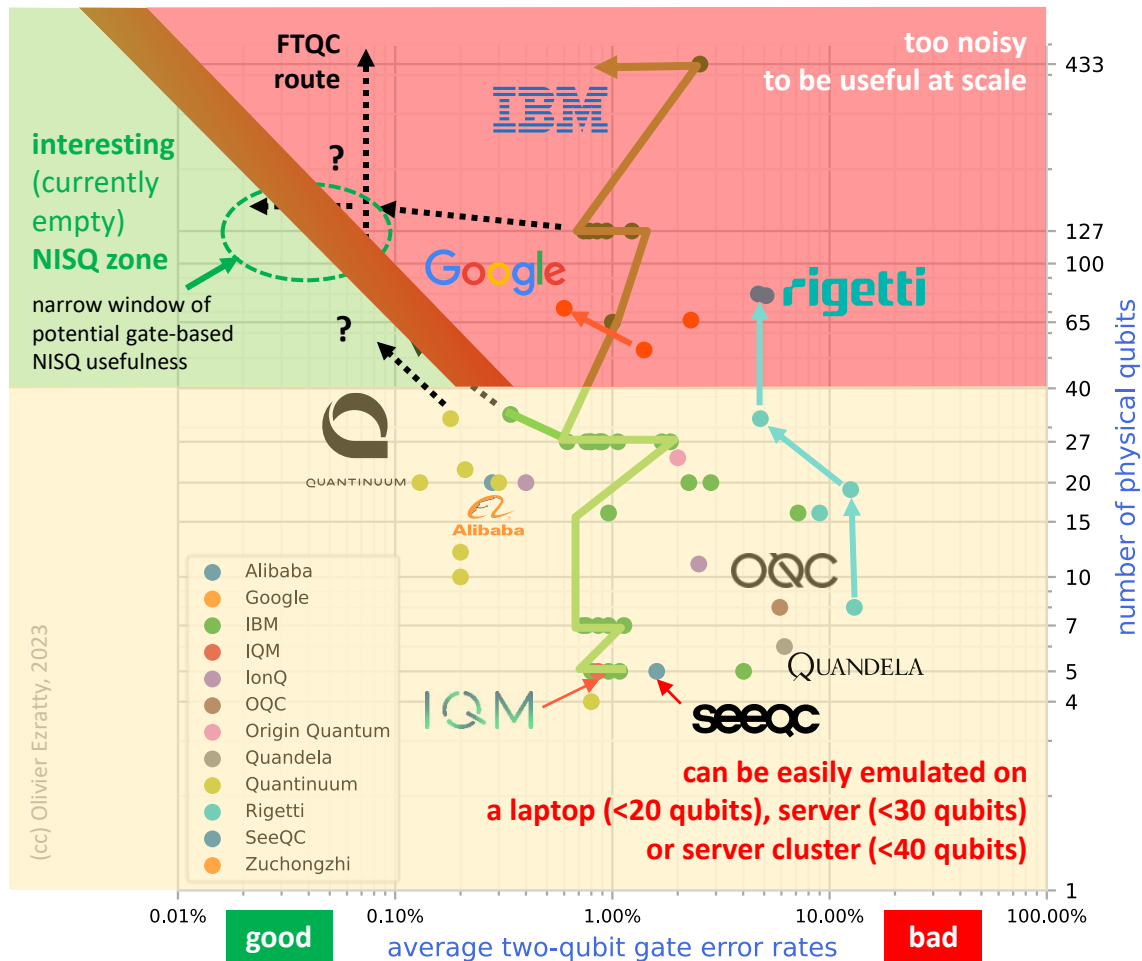 FTQC
route
too noisy
to be useful at scale
IBM
interesting
(currently
empty)
NISQ zone
narrow window of
potential gate-based
NISQ usefulness
?
?
Google
rigetti
QUANTINUUM
Alibaba
OQC
QUANDELA
IQM
seeQC
Alibaba
Google
IBM
IQM
IonQ
OQC
Origin Quantum
Quandela
Quantinuum
Rigetti
SeeQC
Zuchongzhi
(cc) Olivier Ezratty, 2023
can be easily emulated on
a laptop (<20 qubits), server (<30 qubits)
or server cluster (<40 qubits)
433
127
100
65
40
27
20
15
10
7
5
4
1
number of physical qubits
0.01%
0.10%
1.00%
10.00%
100.00%
good
average two-qubit gate error rates
bad